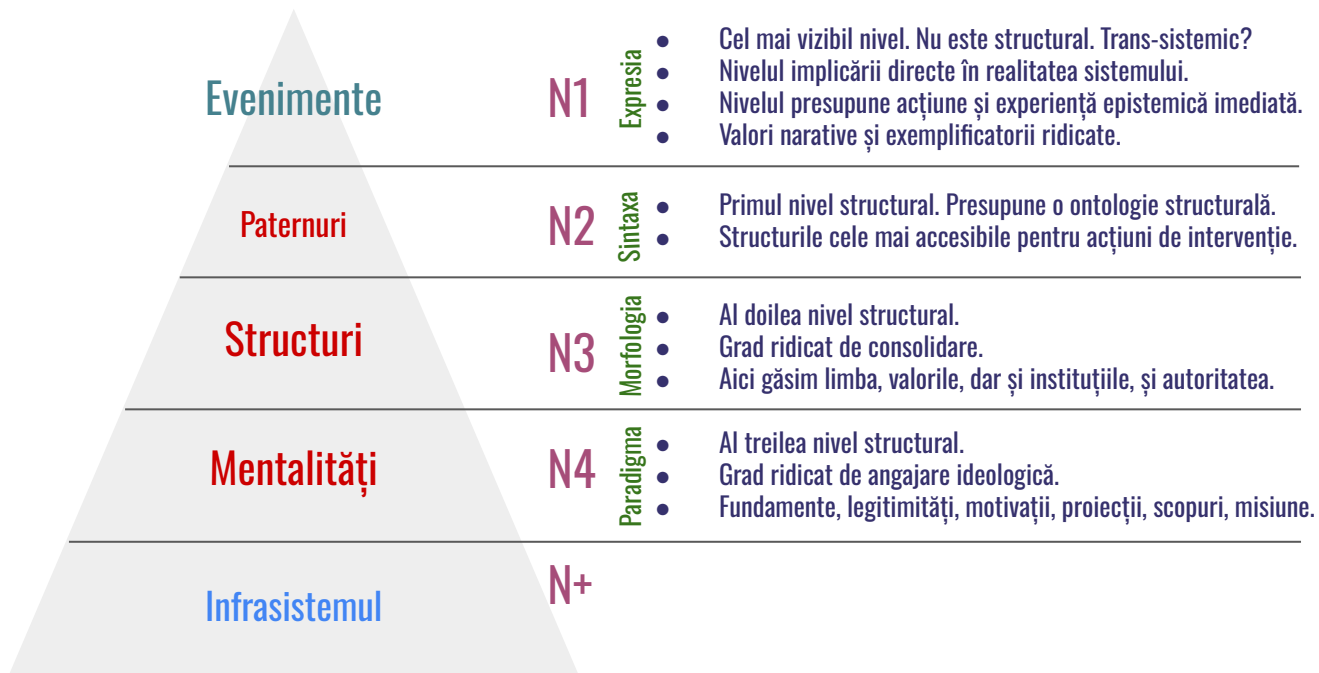 Evenimente
N1
Expresia
● Cel mai vizibil nivel. Nu este structural. Trans-sistemic?
● Nivelul implicării directe în realitatea sistemului.
● Nivelul presupune acțiune și experiență epistemică imediată.
● Valori narative și exemplificatorii ridicate.
Paternuri
N2
Sintaxa
● Primul nivel structural. Presupune o ontologie structurală.
● Structurile cele mai accesibile pentru acțiuni de intervenție.
Structuri
N3
Morfologia
● Al doilea nivel structural.
● Grad ridicat de consolidare.
● Aici găsim limba, valorile, dar și instituțiile, și autoritatea.
Mentalități
N4
Paradigma
● Al treilea nivel structural.
● Grad ridicat de angajare ideologică.
● Fundamente, legitimități, motivații, proiecții, scopuri, misiune.
Infrasistemul
N+